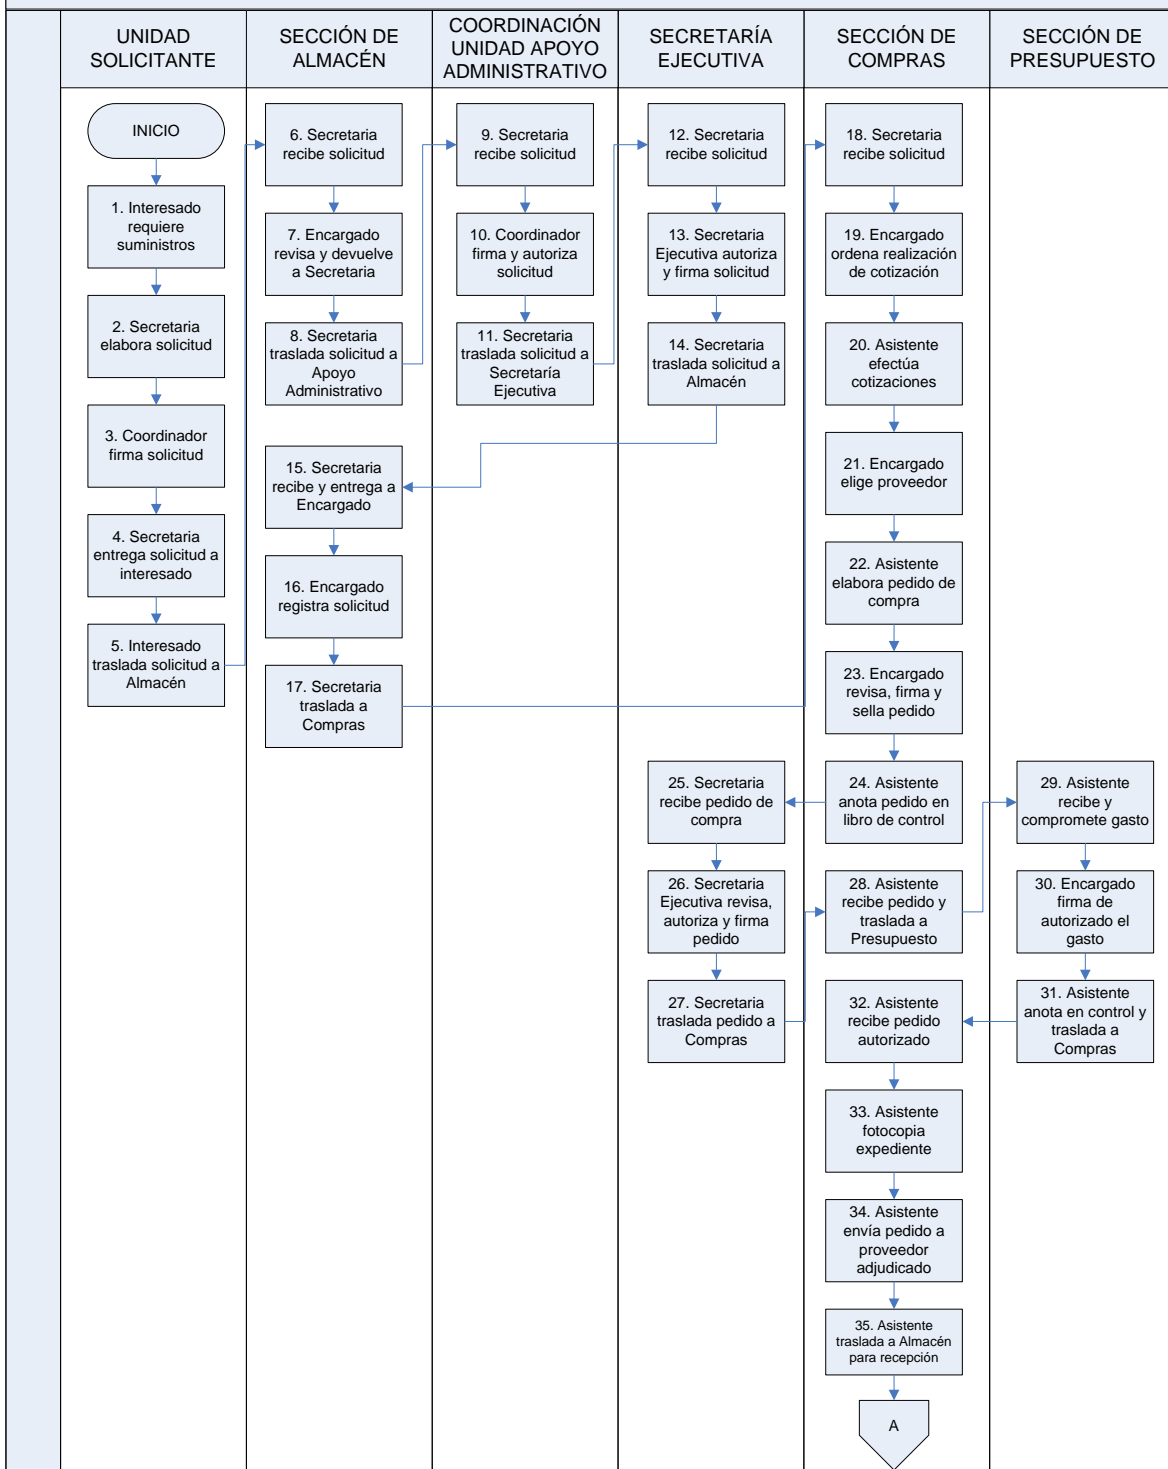 UNIDAD
SOLICITANTE
SECCIÓN DE
ALMACÉN
COORDINACIÓN
UNIDAD APOYO
ADMINISTRATIVO
SECRETARÍA
EJECUTIVA
SECCIÓN DE
COMPRAS
SECCIÓN DE
PRESUPUESTO
INICIO
1. Interesado
requiere
suministros
2. Secretaria
elabora solicitud
3. Coordinador
firma solicitud
4. Secretaria
entrega solicitud a
interesado
5. Interesado
traslada solicitud a
Almacén
6. Secretaria
recibe solicitud
7. Encargado
revisa y devuelve
a Secretaria
8. Secretaria
traslada solicitud a
Apoyo
Administrativo
9. Secretaria
recibe solicitud
10. Coordinador
firma y autoriza
solicitud
11. Secretaria
traslada solicitud a
Secretaría
Ejecutiva
12. Secretaria
recibe solicitud
13. Secretaria
Ejecutiva autoriza
y firma solicitud
14. Secretaria
traslada solicitud a
Almacén
15. Secretaria
recibe y entrega a
Encargado
16. Encargado
registra solicitud
17. Secretaria
traslada a
Compras
18. Secretaria
recibe solicitud
19. Encargado
ordena realización
de cotización
20. Asistente
efectúa
cotizaciones
21. Encargado
elige proveedor
22. Asistente
elabora pedido de
compra
23. Encargado
revisa, firma y
sella pedido
24. Asistente
anota pedido en
libro de control
25. Secretaria
recibe pedido de
compra
26. Secretaria
Ejecutiva revisa,
autoriza y firma
pedido
27. Secretaria
traslada pedido a
Compras
28. Asistente
recibe pedido y
traslada a
Presupuesto
29. Asistente
recibe y
compromete gasto
30. Encargado
firma de
autorizado el
gasto
31. Asistente
anota en control y
traslada a
Compras
32. Asistente
recibe pedido
autorizado
33. Asistente
fotocopia
expediente
34. Asistente
envía pedido a
proveedor
adjudicado
35. Asistente
traslada a Almacén
para recepción
A